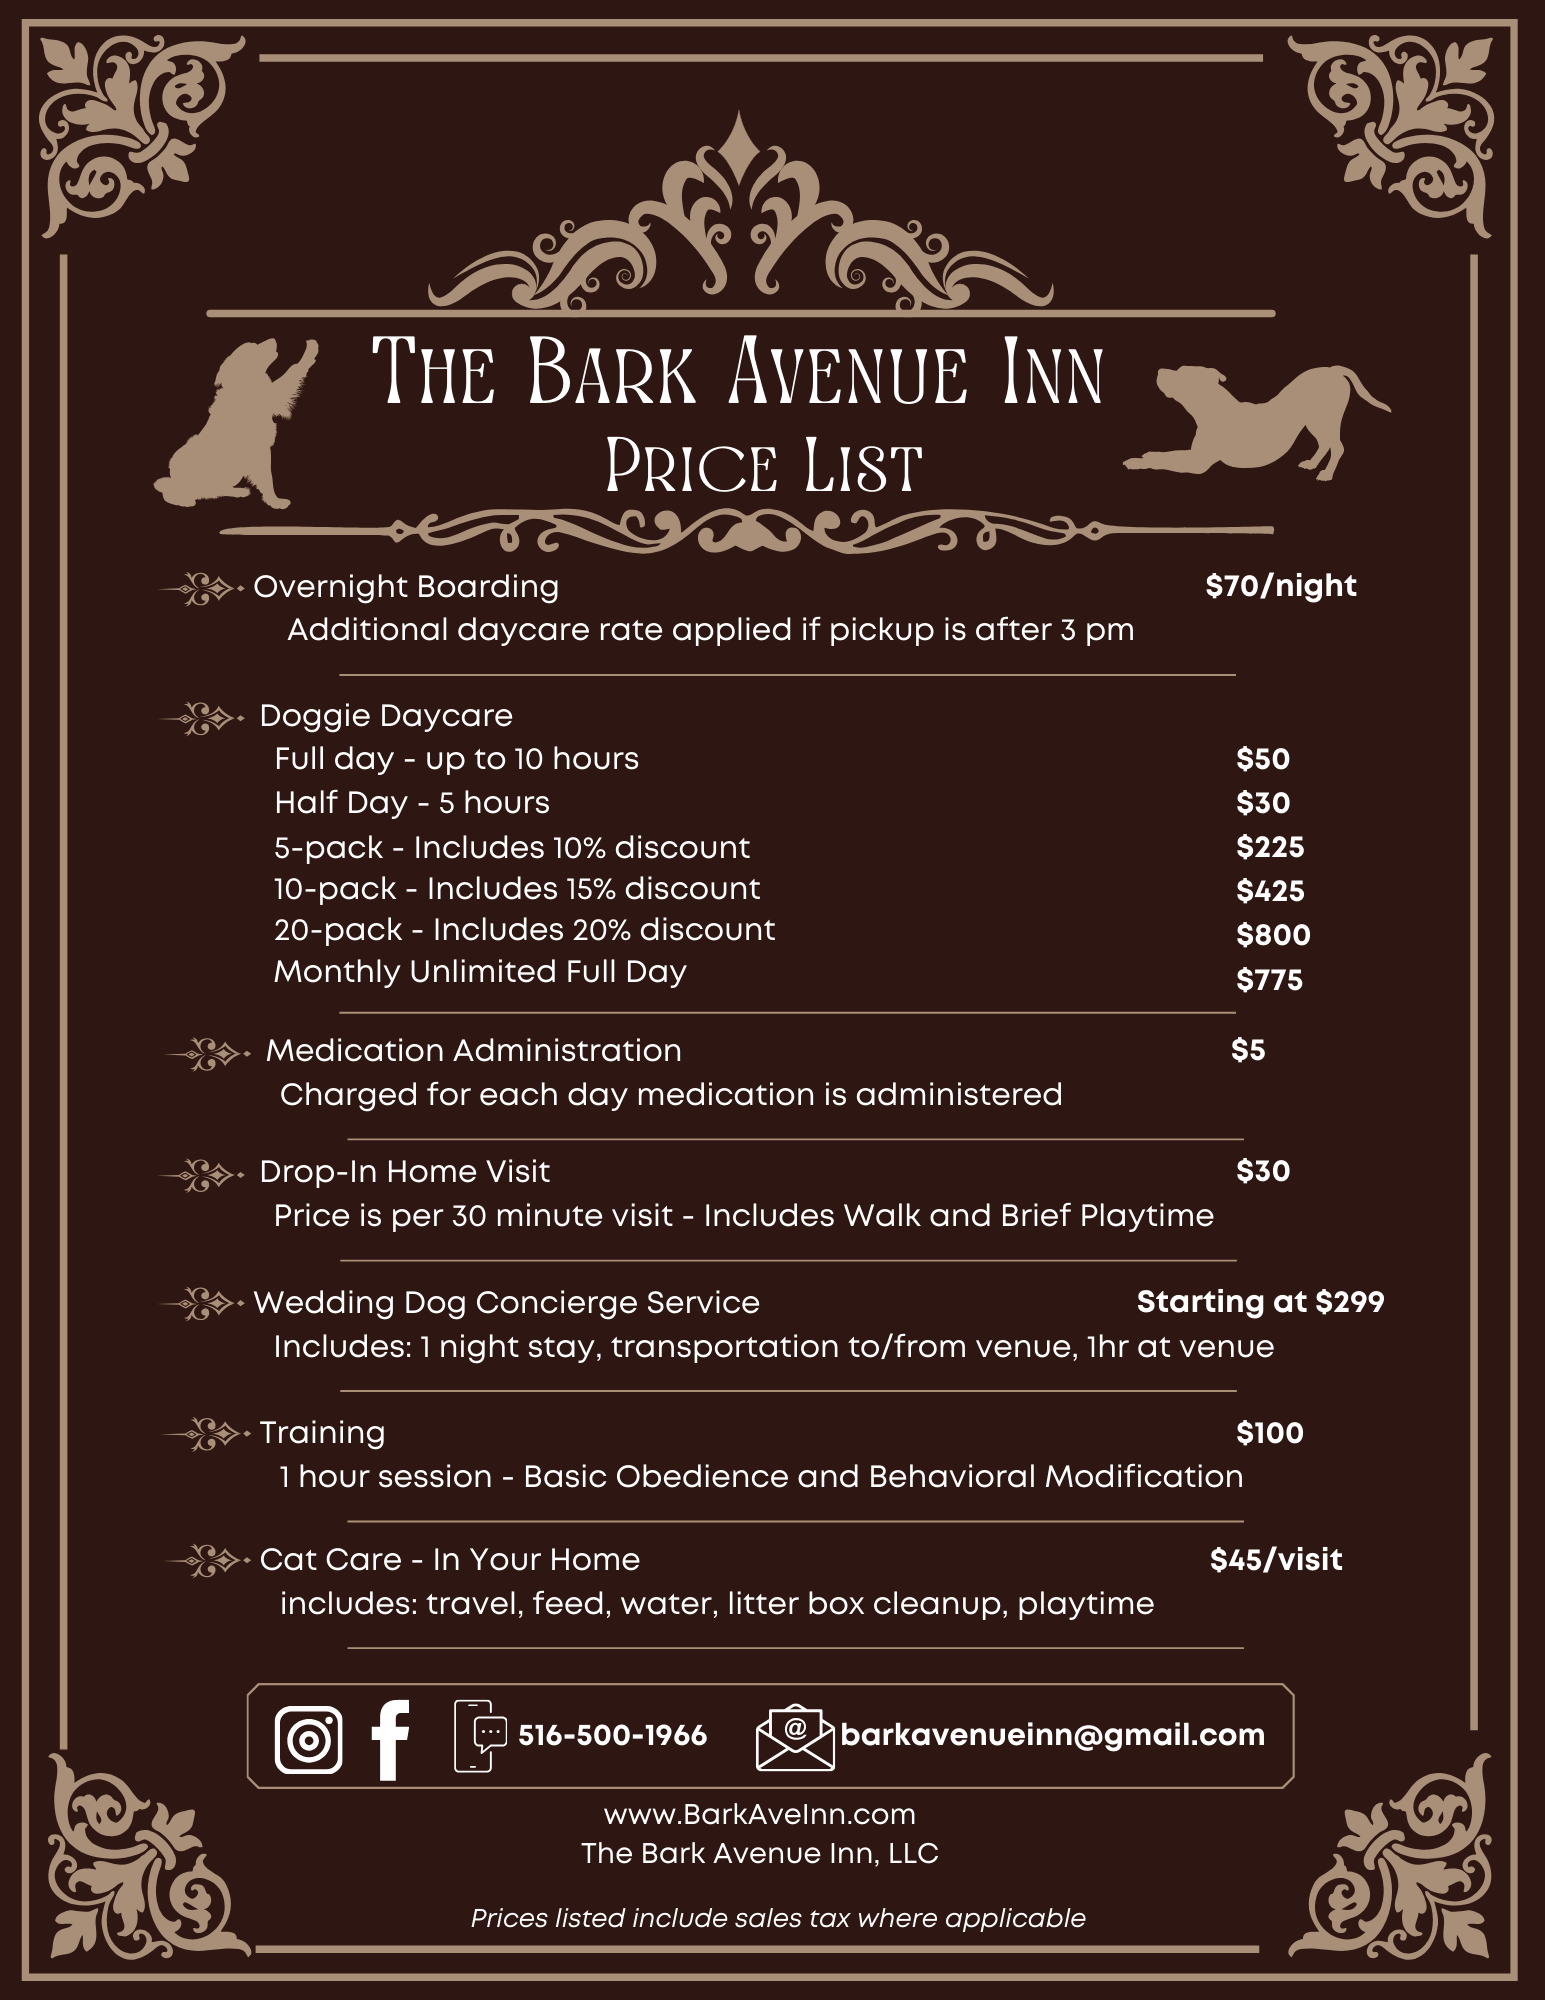 The Bark Avenue Inn
Price List
Overnight Boarding $70/night
Additional daycare rate applied if pickup is after 3 pm
Doggie Daycare
Full day - up to 10 hours $50
Half Day - 5 hours $30
5-pack - Includes 10% discount $225
10-pack - Includes 15% discount $425
20-pack - Includes 20% discount $800
Monthly Unlimited Full Day $775
Medication Administration $5
Charged for each day medication is administered
Drop-In Home Visit $30
Price is per 30 minute visit - Includes Walk and Brief Playtime
Wedding Dog Concierge Service Starting at $299
Includes: 1 night stay, transportation to/from venue, 1hr at venue
Training $100
1 hour session - Basic Obedience and Behavioral Modification
Cat Care - In Your Home $45/visit
includes: travel, feed, water, litter box cleanup, playtime
516-500-1966 @ barkavenueinn@gmail.com
www.BarkAveInn.com
The Bark Avenue Inn, LLC
Prices listed include sales tax where applicable